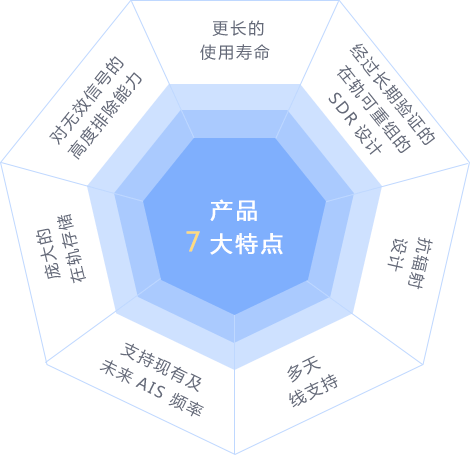 更长的
使用寿命
经过长期验证的
在轨可重组的
SDR 设计
抗辐射
设计
多天
线支持
支持现有及
未来 AIS 频率
庞大的
在轨存储
对无效信号的
高度排除能力
产品
7 大特点